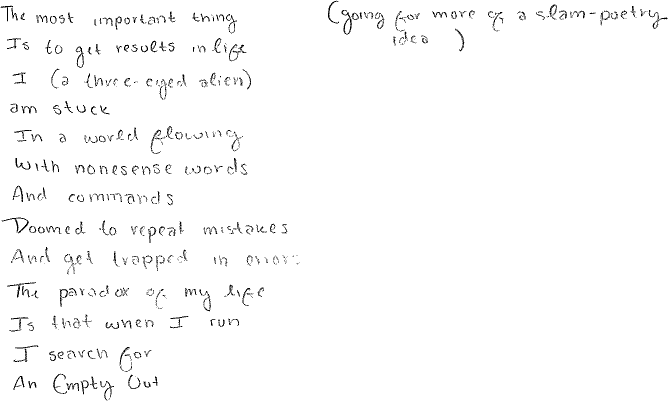 The most important thing
Is to get results in life
I (a three-eyed alien)
am stuck
In a world flowing
With nonesense words
And commands
Doomed to repeat mistakes
And get trapped in errors
The paradox of my life
Is that when I run
I search for
An Empty Out
(going for more of a slam-poetry
idea )